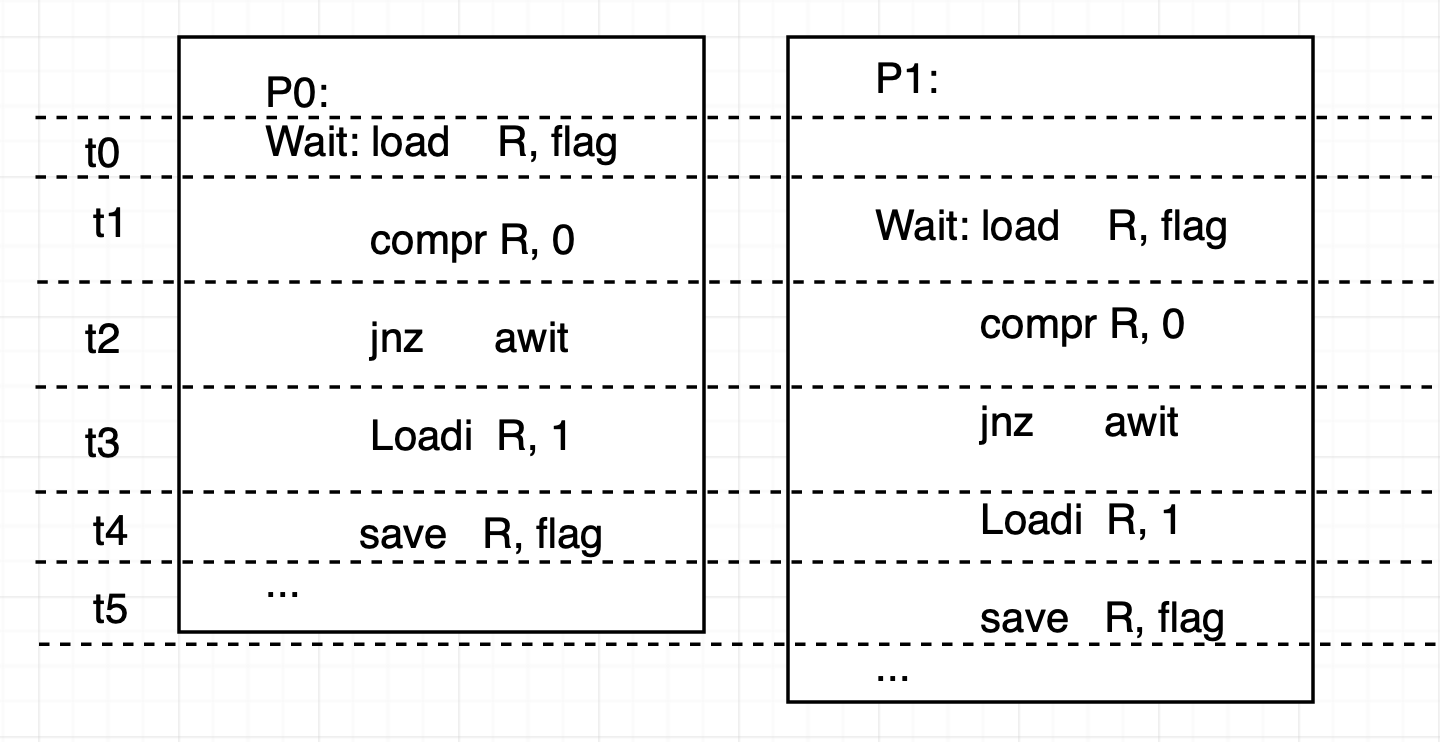 P0:
P1:
t0
Wait: load R, flag
t1
compr R, 0
Wait: load R, flag
t2
jnz awit
compr R, 0
t3
Loadi R, 1
jnz awit
t4
save R, flag
Loadi R, 1
t5
...
save R, flag
...